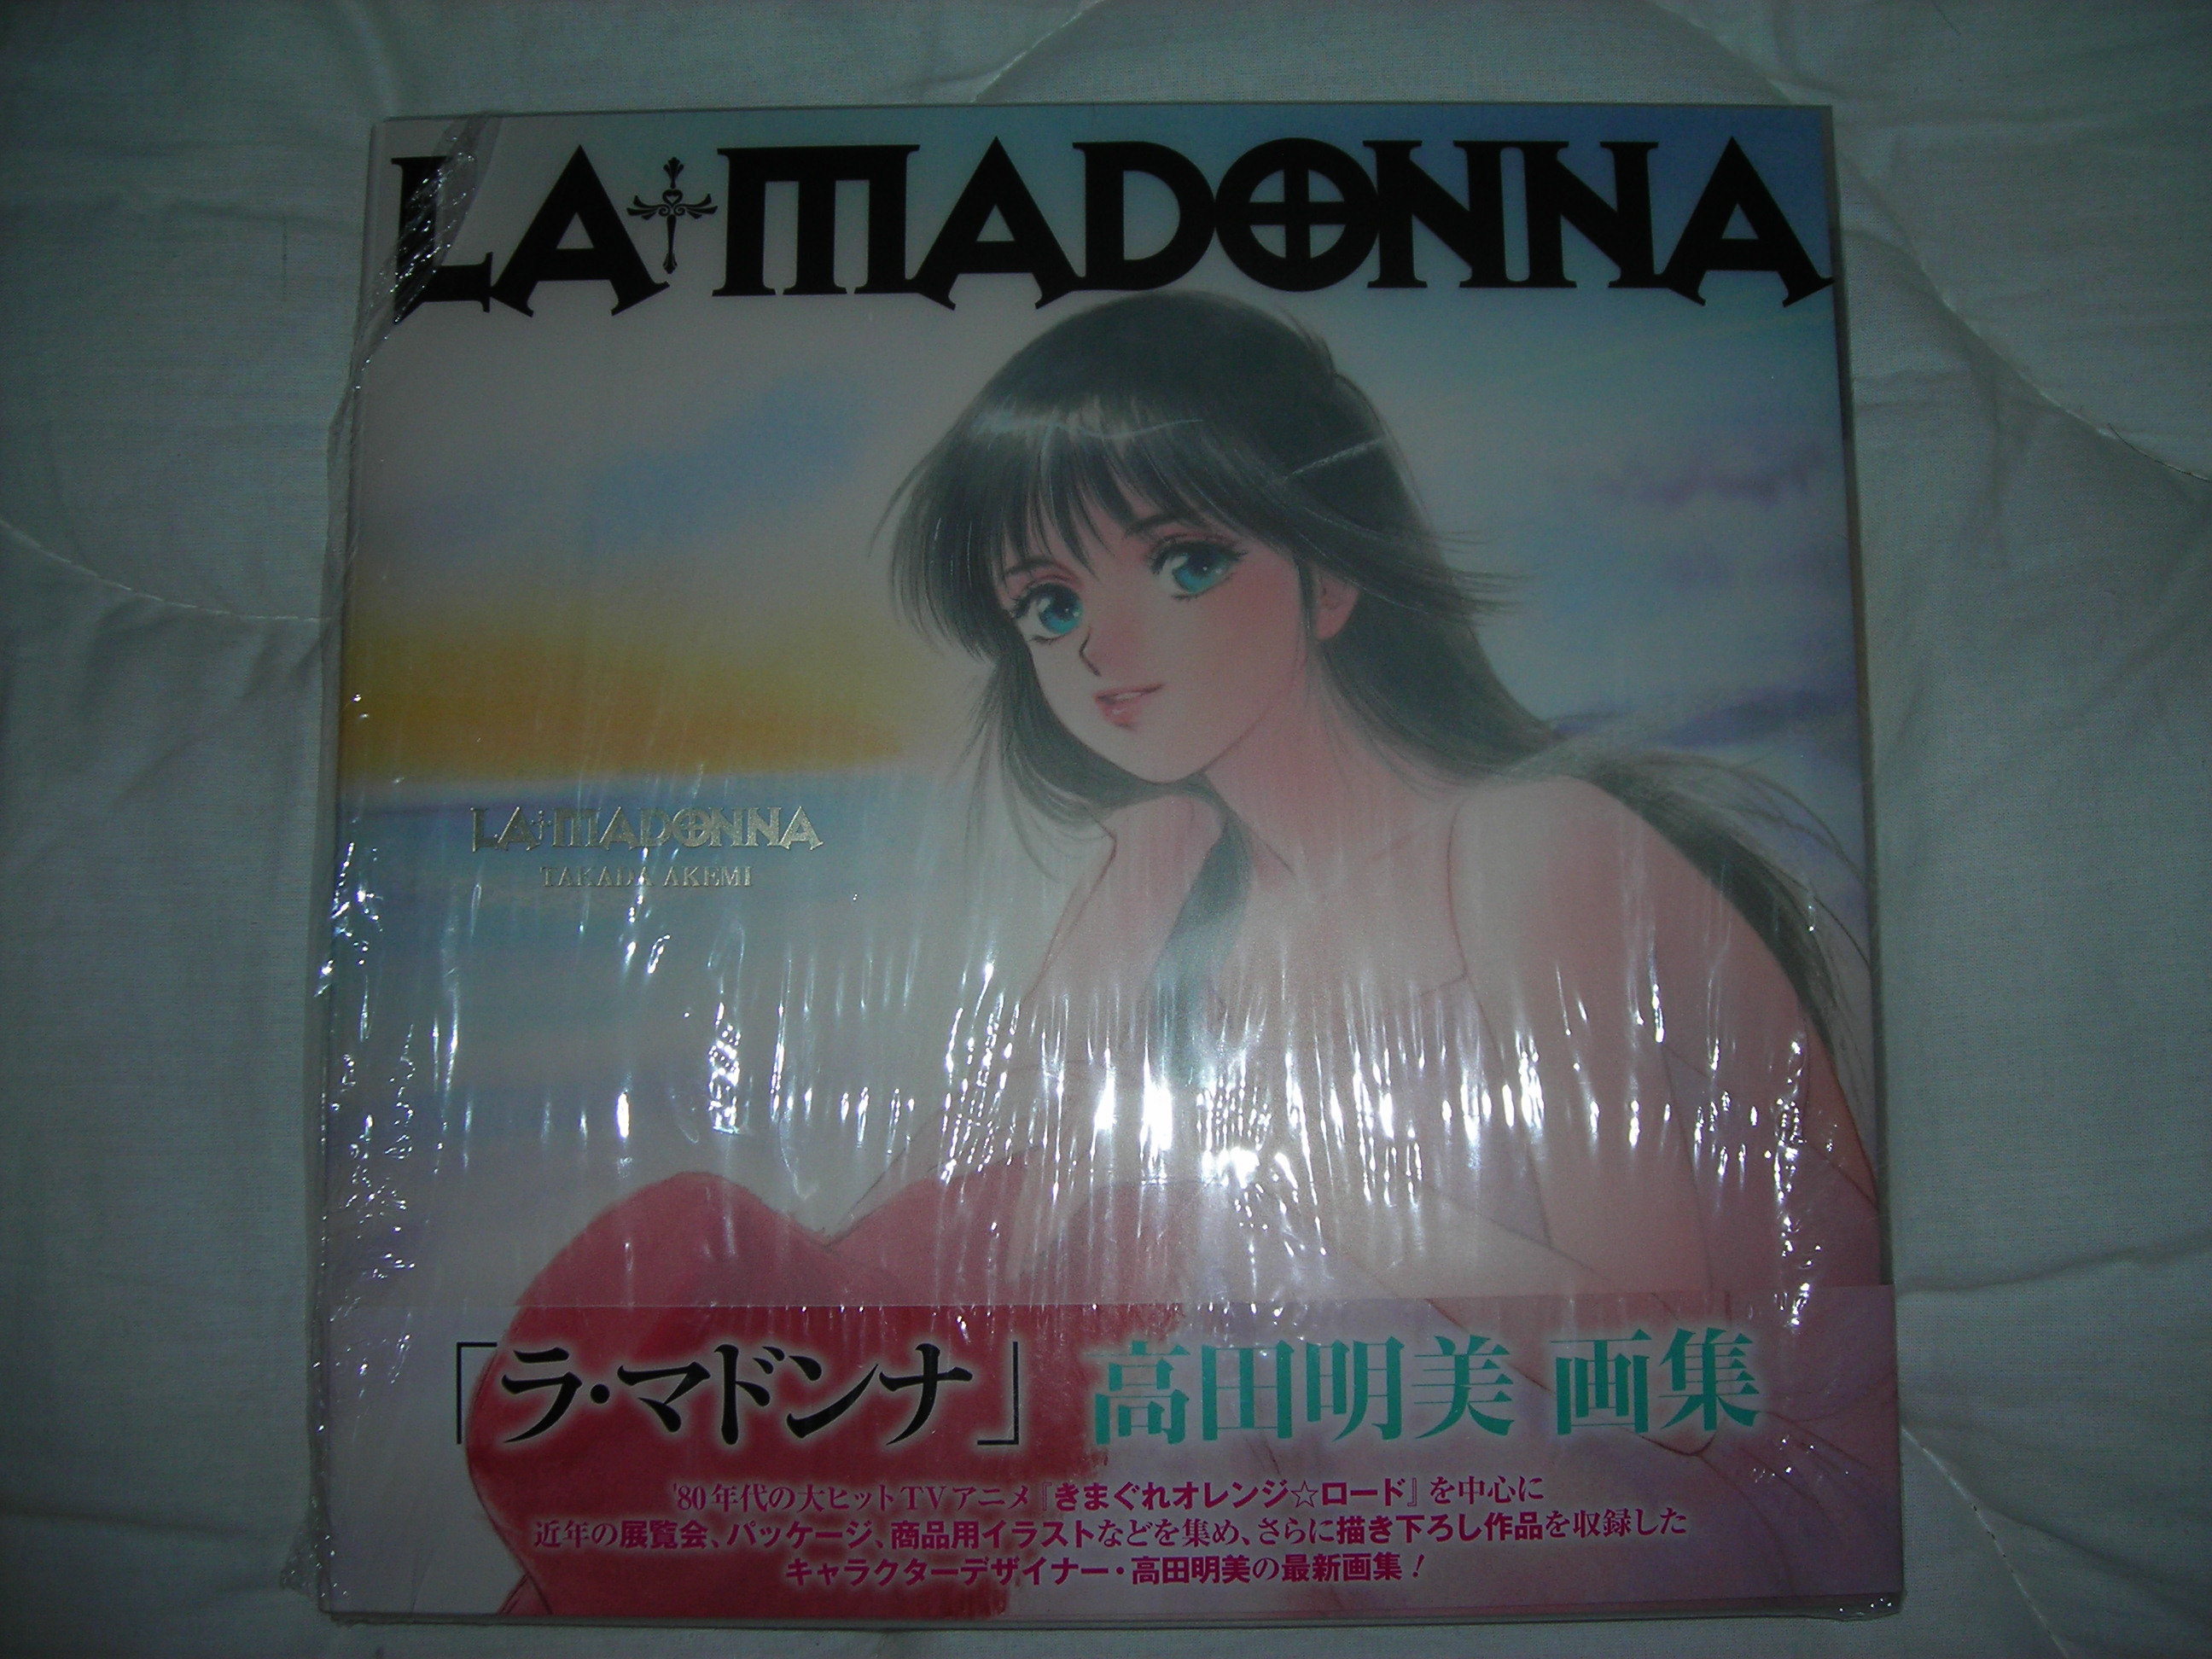 LA MADONNA
LA MADONNA
TAKADA AKEMI
「ラ・マドンナ」 高田明美 画集
'80年代の大ヒットTVアニメ『きまぐれオレンジ☆ロード』を中心に
近年の展覧会、パッケージ、商品用イラストなどを集め、さらに描き下ろし作品を収録した
キャラクターデザイナー・高田明美の最新画集!